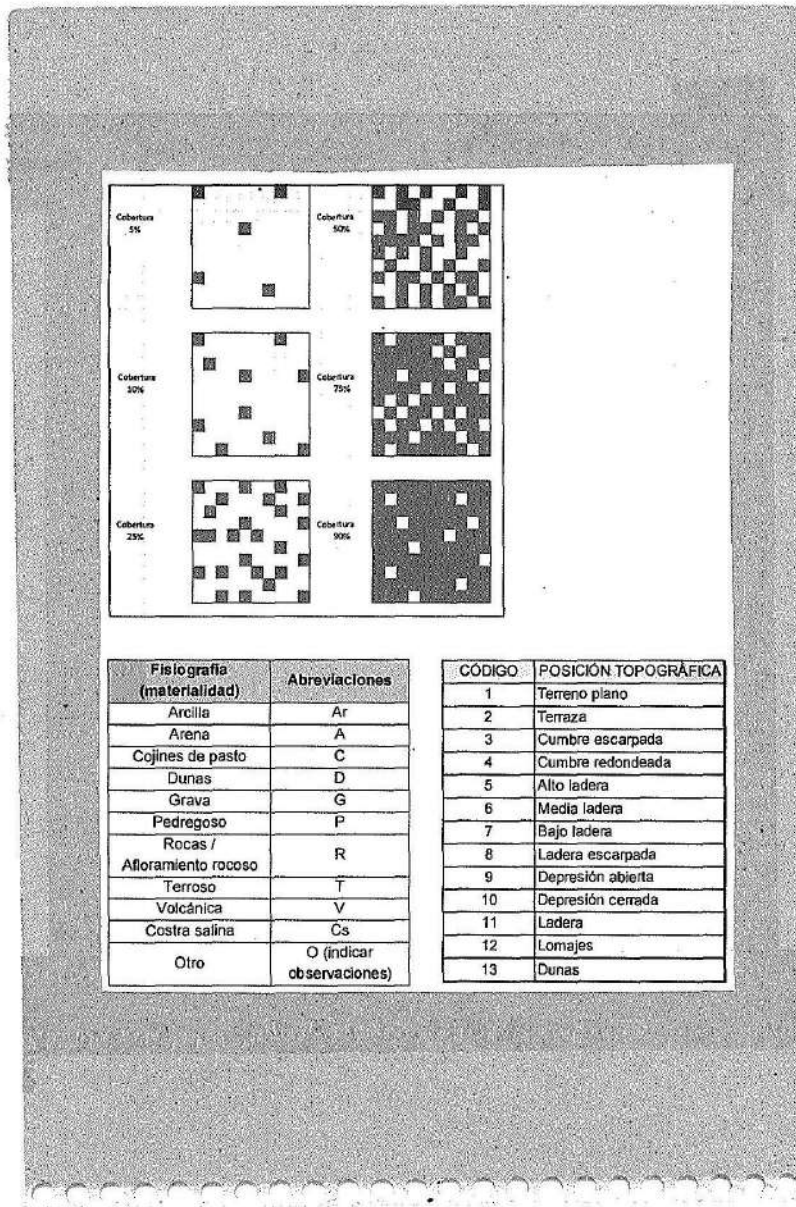 Cobertura 5%
Cobertura 50%
Cobertura 10%
Cobertura 75%
Cobertura 25%
Cobertura 90%
Fisiografía (materialidad) Abreviaciones
Arcilla Ar
Arena A
Cojines de pasto C
Dunas D
Grava G
Pedregoso P
Rocas / Afloramiento rocoso R
Terroso T
Volcánica V
Costra salina Cs
Otro O (indicar observaciones)
CÓDIGO POSICIÓN TOPOGRÁFICA
1 Terreno plano
2 Terraza
3 Cumbre escarpada
4 Cumbre redondeada
5 Alto ladera
6 Media ladera
7 Bajo ladera
8 Ladera escarpada
9 Depresión abierta
10 Depresión cerrada
11 Ladera
12 Lomajes
13 Dunas